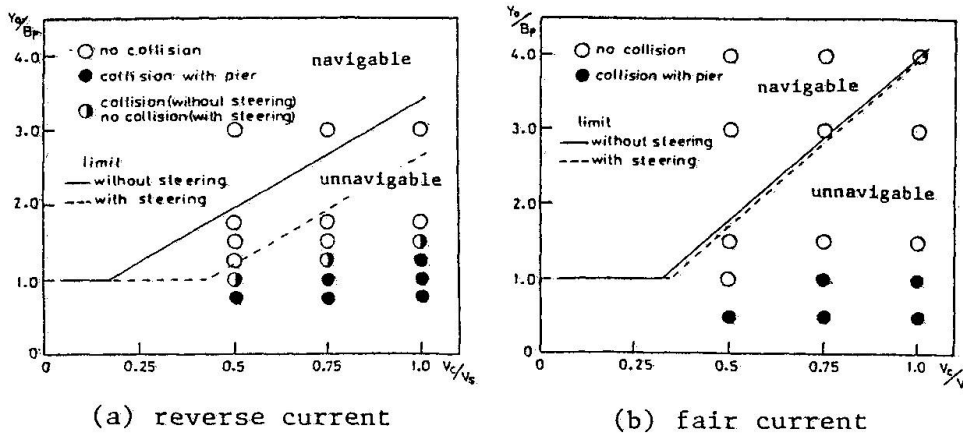 Yo/Bp
4.0
3.0
2.0
1.0
0
no collision
collision with pier
collision(without steering)
no collision(with steering)
limit
without steering
with steering
navigable
unnavigable
0
0.25
0.5
0.75
1.0
Vc/Vs
(a) reverse current
Yo/Bp
4.0
3.0
2.0
1.0
0
no collision
collision with pier
limit
without steering
with steering
navigable
unnavigable
0
0.25
0.5
0.75
1.0
Vc/V
(b) fair current